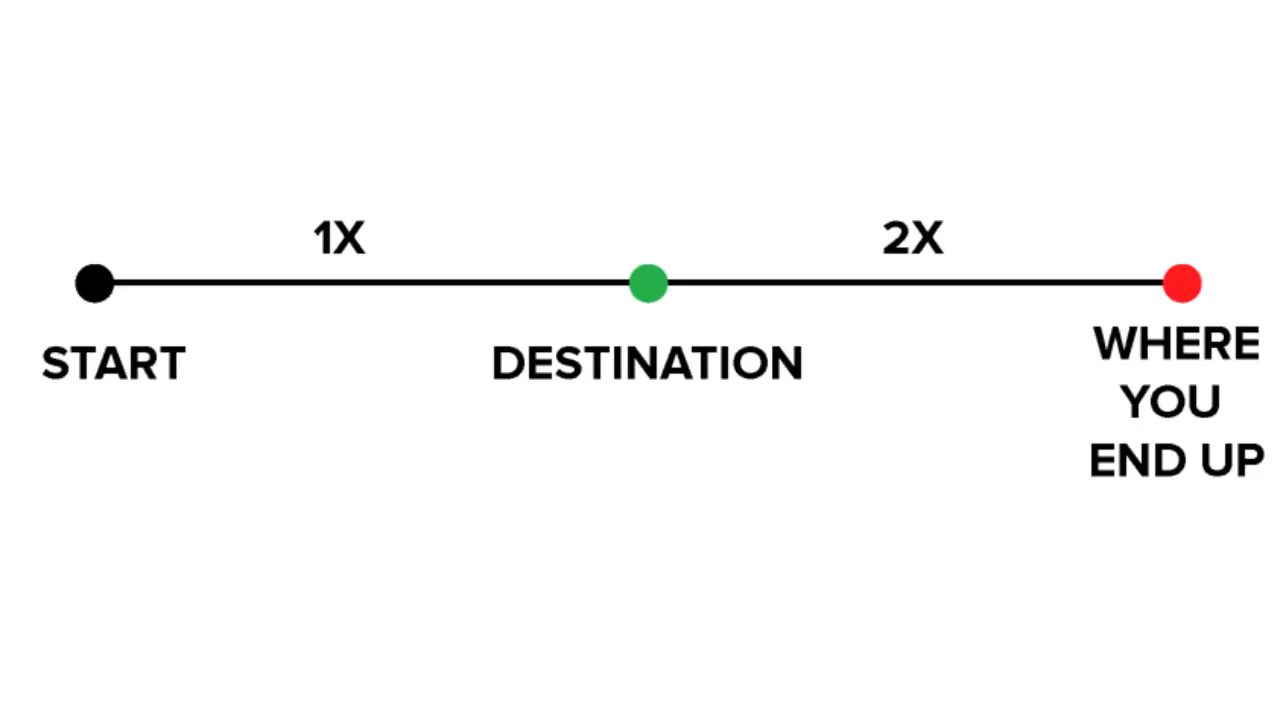 1X
2X
START
DESTINATION
WHERE
YOU
END UP